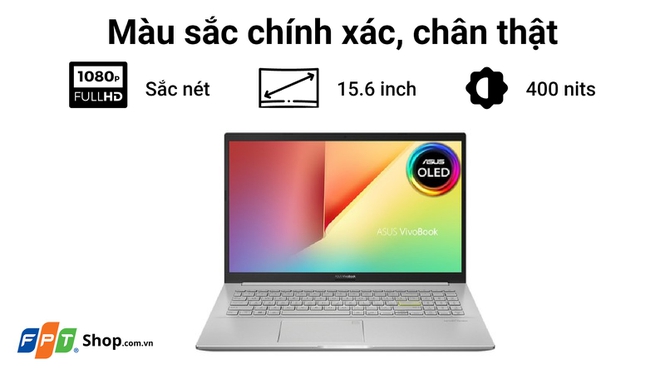 Màu sắc chính xác, chân thật
1080p
FULLHD
Sắc nét
15.6 inch
400 nits
ASUS
OLED
ASUS VivoBook
FPT Shop.com.vn